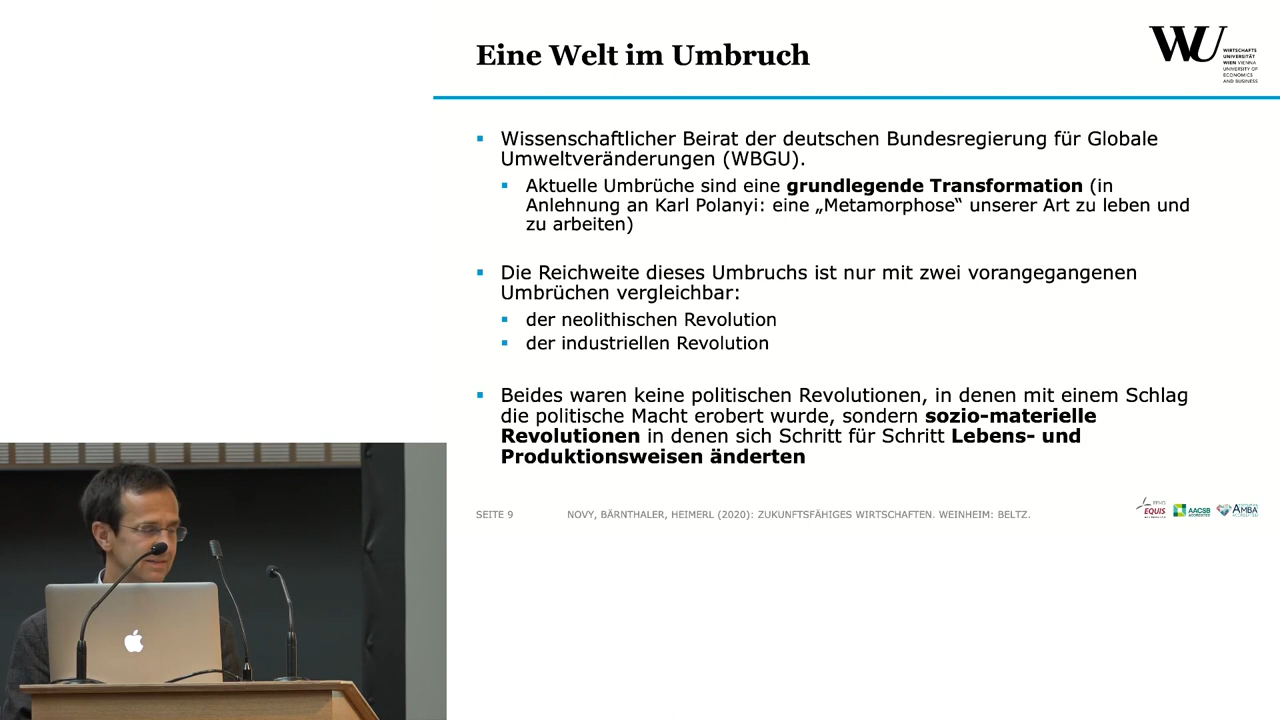 Eine Welt im Umbruch
WU
WIRTSCHAFTS
UNIVERSITÄT
WIEN VIENNA
UNIVERSITY OF
ECONOMICS
AND BUSINESS
Wissenschaftlicher Beirat der deutschen Bundesregierung für Globale
Umweltveränderungen (WBGU).
Aktuelle Umbrüche sind eine grundlegende Transformation (in
Anlehnung an Karl Polanyi: eine „Metamorphose“ unserer Art zu leben und
zu arbeiten)
Die Reichweite dieses Umbruchs ist nur mit zwei vorangegangenen
Umbrüchen vergleichbar:
der neolithischen Revolution
der industriellen Revolution
Beides waren keine politischen Revolutionen, in denen mit einem Schlag
die politische Macht erobert wurde, sondern sozio-materielle
Revolutionen in denen sich Schritt für Schritt Lebens- und
Produktionsweisen änderten
SEITE 9
NOVY, BÄRNTHALER, HEIMERL (2020): ZUKUNFTSFÄHIGES WIRTSCHAFTEN. WEINHEIM: BELTZ.
EFMD
EQUIS
ACCREDITED
AACSB
ACCREDITED
AMBA
ACCREDITED